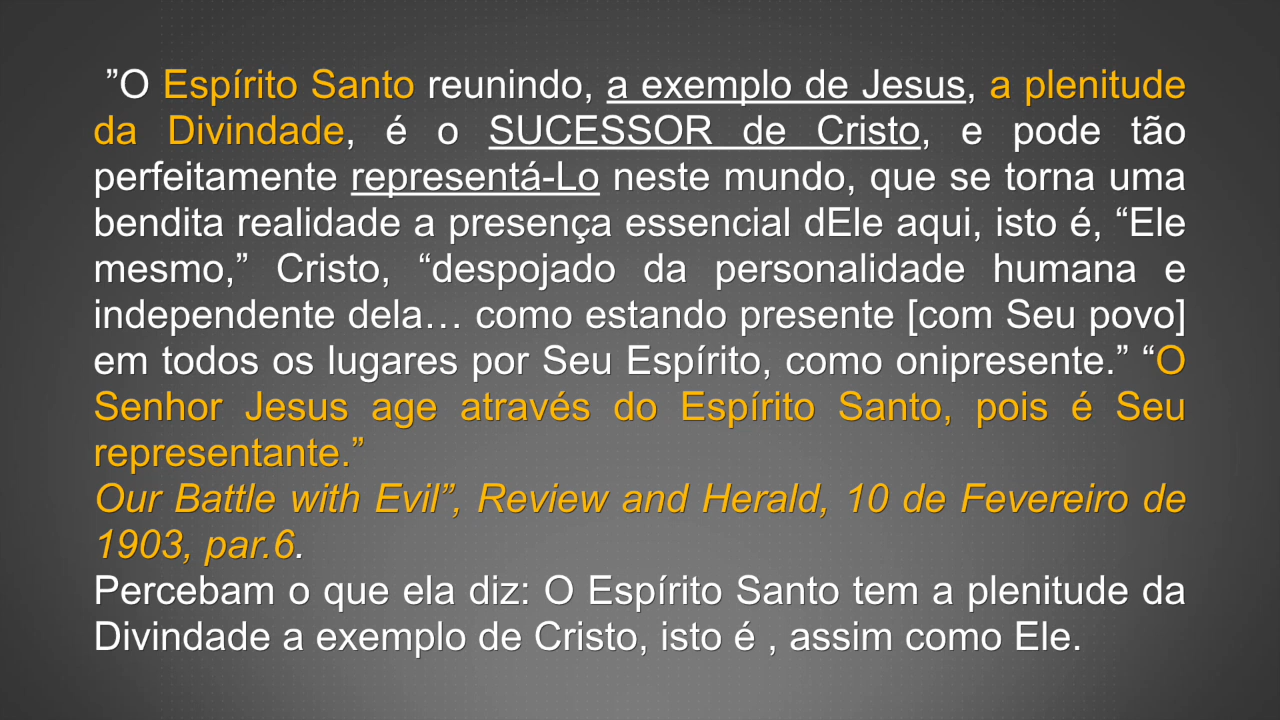 ”O Espírito Santo reunindo, a exemplo de Jesus, a plenitude
da Divindade, é o SUCESSOR de Cristo, e pode tão
perfeitamente representá-Lo neste mundo, que se torna uma
bendita realidade a presença essencial dEle aqui, isto é, “Ele
mesmo,” Cristo, “despojado da personalidade humana e
independente dela… como estando presente [com Seu povo]
em todos os lugares por Seu Espírito, como onipresente.” “O
Senhor Jesus age através do Espírito Santo, pois é Seu
representante.”
Our Battle with Evil”, Review and Herald, 10 de Fevereiro de
1903, par.6.
Percebam o que ela diz: O Espírito Santo tem a plenitude da
Divindade a exemplo de Cristo, isto é , assim como Ele.